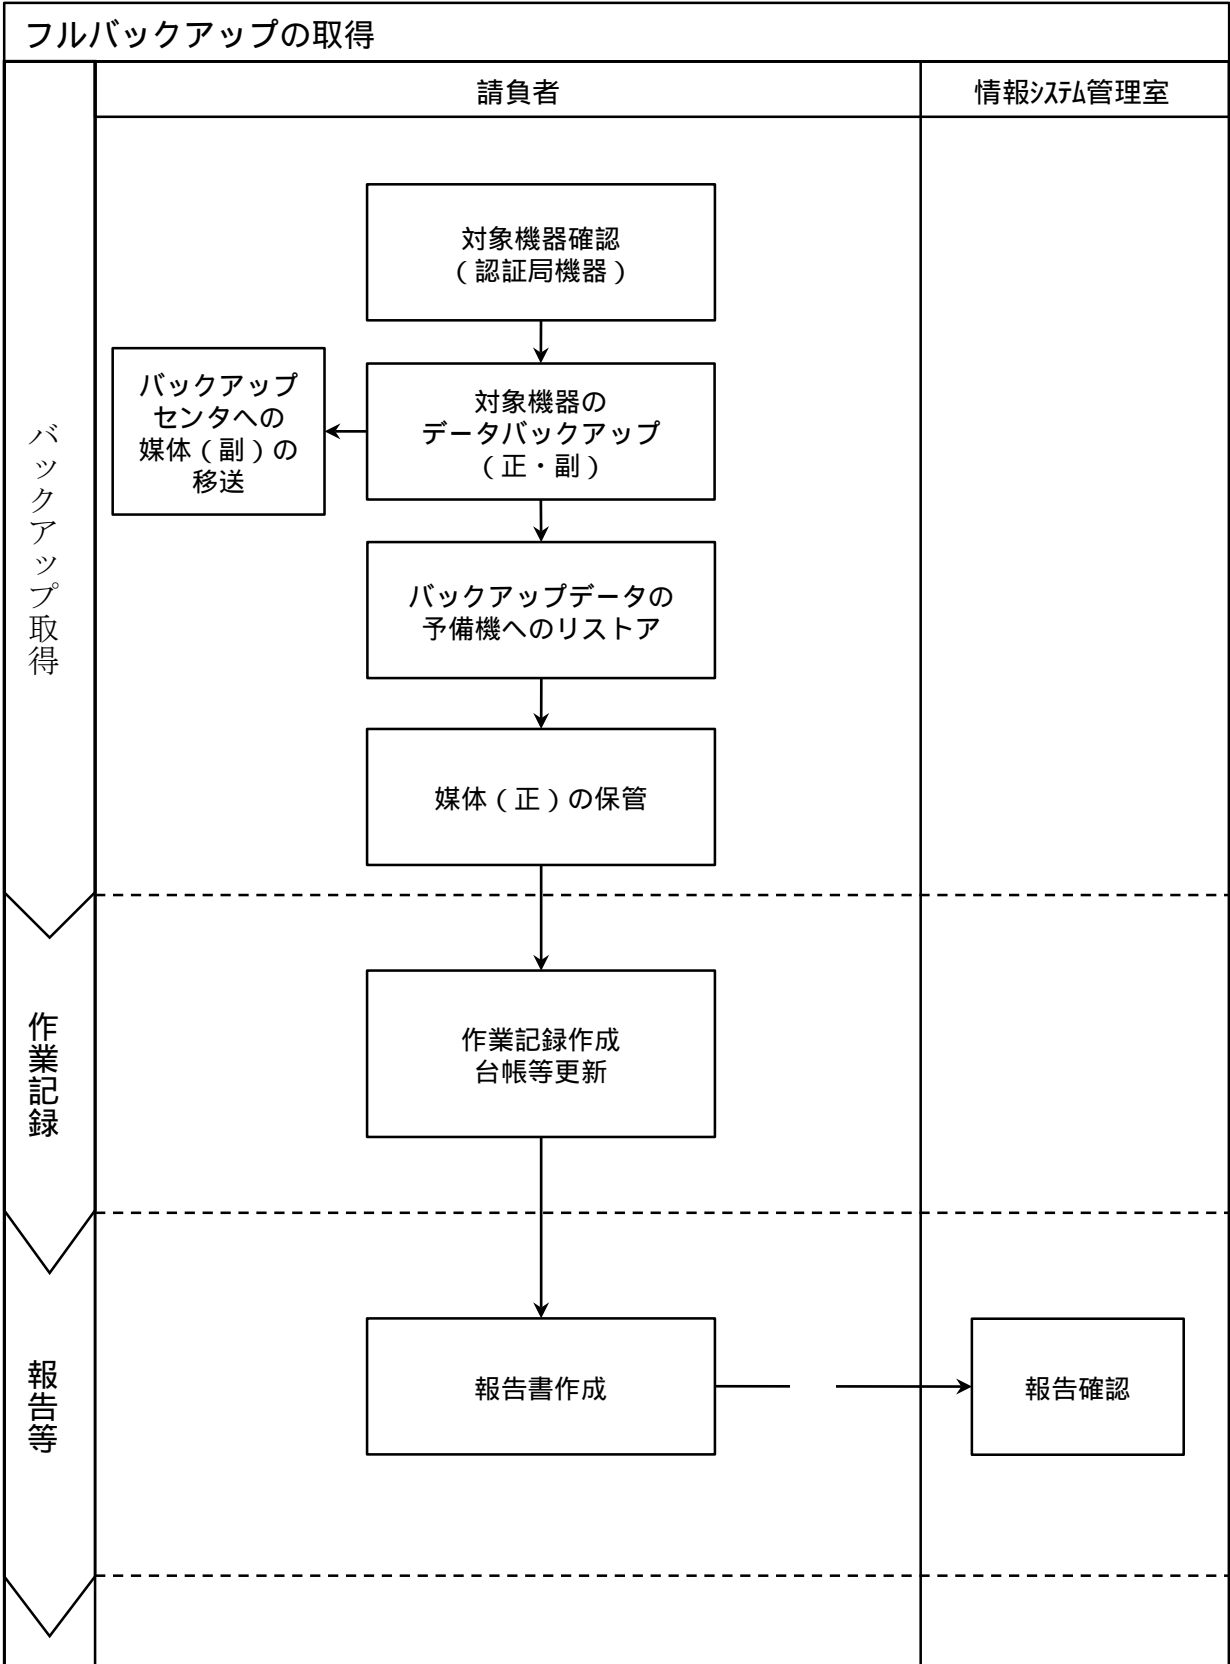 フルバックアップの取得
請負者
情報ｼｽﾃﾑ管理室
バックアップ取得
対象機器確認
（認証局機器）
バックアップ
センタへの
媒体（副）の
移送
対象機器の
データバックアップ
（正・副）
バックアップデータの
予備機へのリストア
媒体（正）の保管
作業記録
作業記録作成
台帳等更新
報告等
報告書作成
報告確認